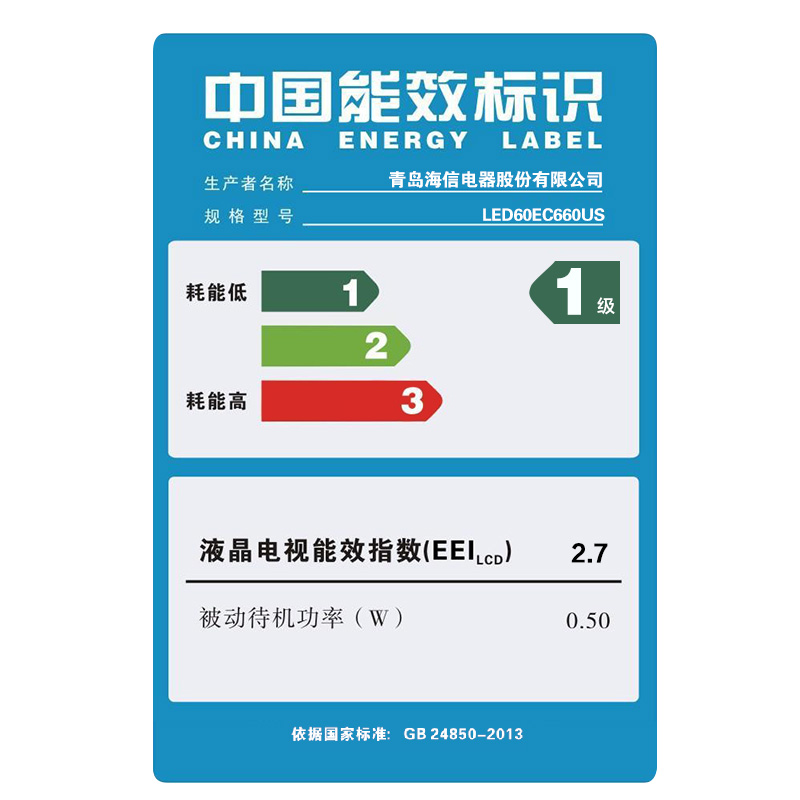 中国能效标识
CHINA ENERGY LABEL
生产者名称 青岛海信电器股份有限公司
规格型号 LED60EC660US
耗能低 1 1级
2
耗能高 3
液晶电视能效指数(EEILCD) 2.7
被动待机功率(W) 0.50
依据国家标准: GB 24850-2013